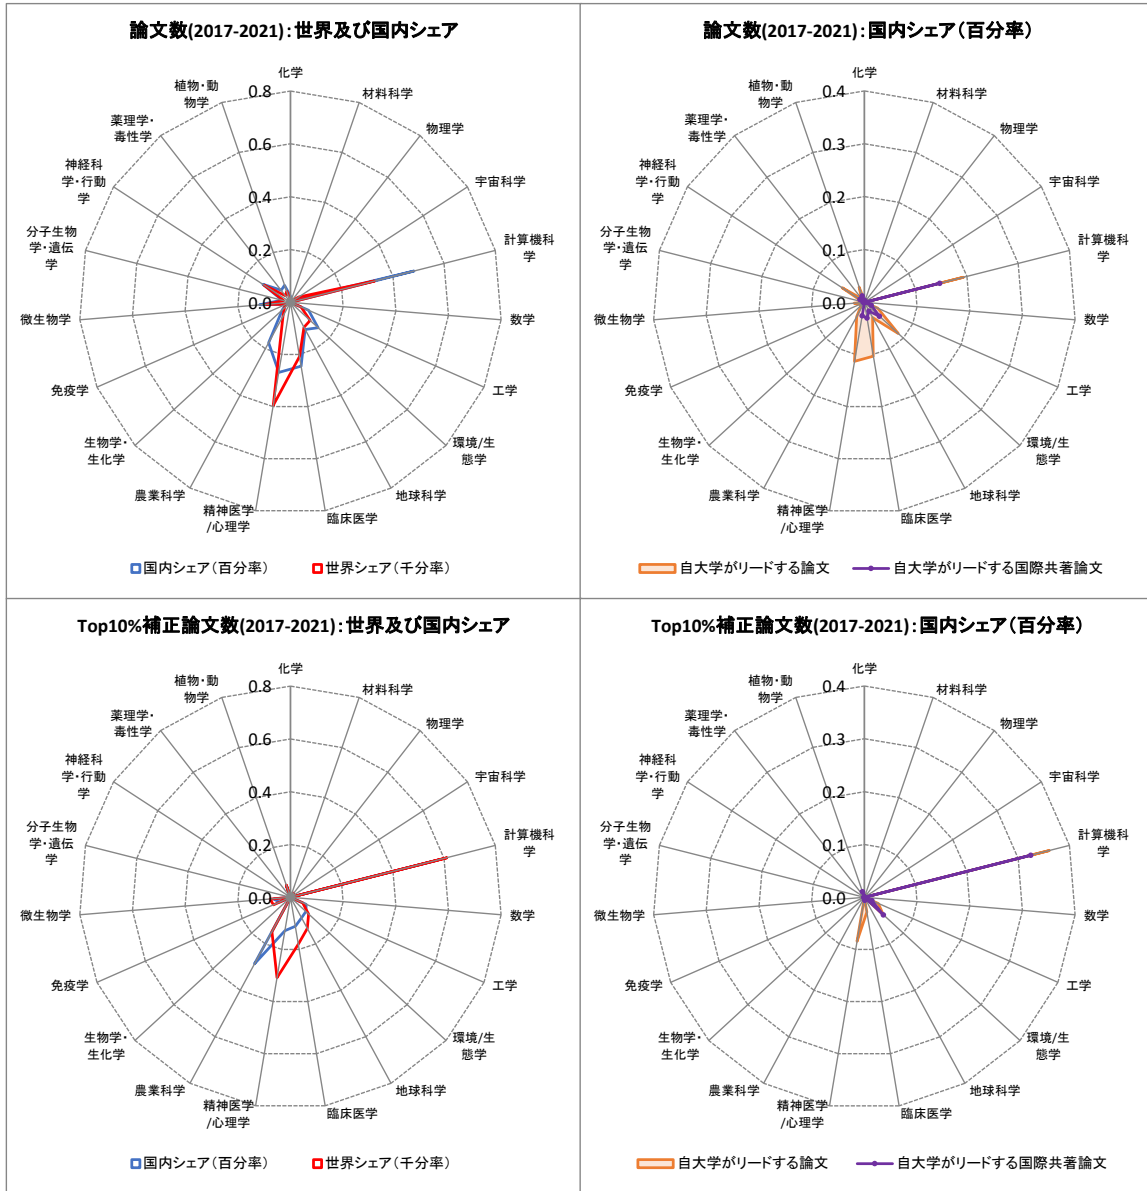 論文数(2017-2021):世界及び国内シェア
化学
材料科学
物理学
宇宙科学
計算機科
学
数学
工学
環境/生
態学
地球科学
臨床医学
精神医学
/心理学
農業科学
生物学・
生化学
免疫学
微生物学
分子生物
学・遺伝
学
神経科
学・行動
学
薬理学・
毒性学
植物・動
物学
0.8
0.6
0.4
0.2
0.0
国内シェア(百分率)
世界シェア(千分率)
論文数(2017-2021):国内シェア(百分率)
化学
材料科学
物理学
宇宙科学
計算機科
学
数学
工学
環境/生
態学
地球科学
臨床医学
精神医学
/心理学
農業科学
生物学・
生化学
免疫学
微生物学
分子生物
学・遺伝
学
神経科
学・行動
学
薬理学・
毒性学
植物・動
物学
0.4
0.3
0.2
0.1
0.0
自大学がリードする論文
自大学がリードする国際共著論文
Top10%補正論文数(2017-2021):世界及び国内シェア
化学
材料科学
物理学
宇宙科学
計算機科
学
数学
工学
環境/生
態学
地球科学
臨床医学
精神医学
/心理学
農業科学
生物学・
生化学
免疫学
微生物学
分子生物
学・遺伝
学
神経科
学・行動
学
薬理学・
毒性学
植物・動
物学
0.8
0.6
0.4
0.2
0.0
国内シェア(百分率)
世界シェア(千分率)
Top10%補正論文数(2017-2021):国内シェア(百分率)
化学
材料科学
物理学
宇宙科学
計算機科
学
数学
工学
環境/生
態学
地球科学
臨床医学
精神医学
/心理学
農業科学
生物学・
生化学
免疫学
微生物学
分子生物
学・遺伝
学
神経科
学・行動
学
薬理学・
毒性学
植物・動
物学
0.4
0.3
0.2
0.1
0.0
自大学がリードする論文
自大学がリードする国際共著論文